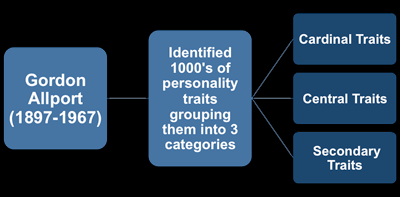 Gordon
Allport
(1897-1967)
Identified
1000's of
personality
traits
grouping
them into 3
categories
Cardinal Traits
Central Traits
Secondary
Traits